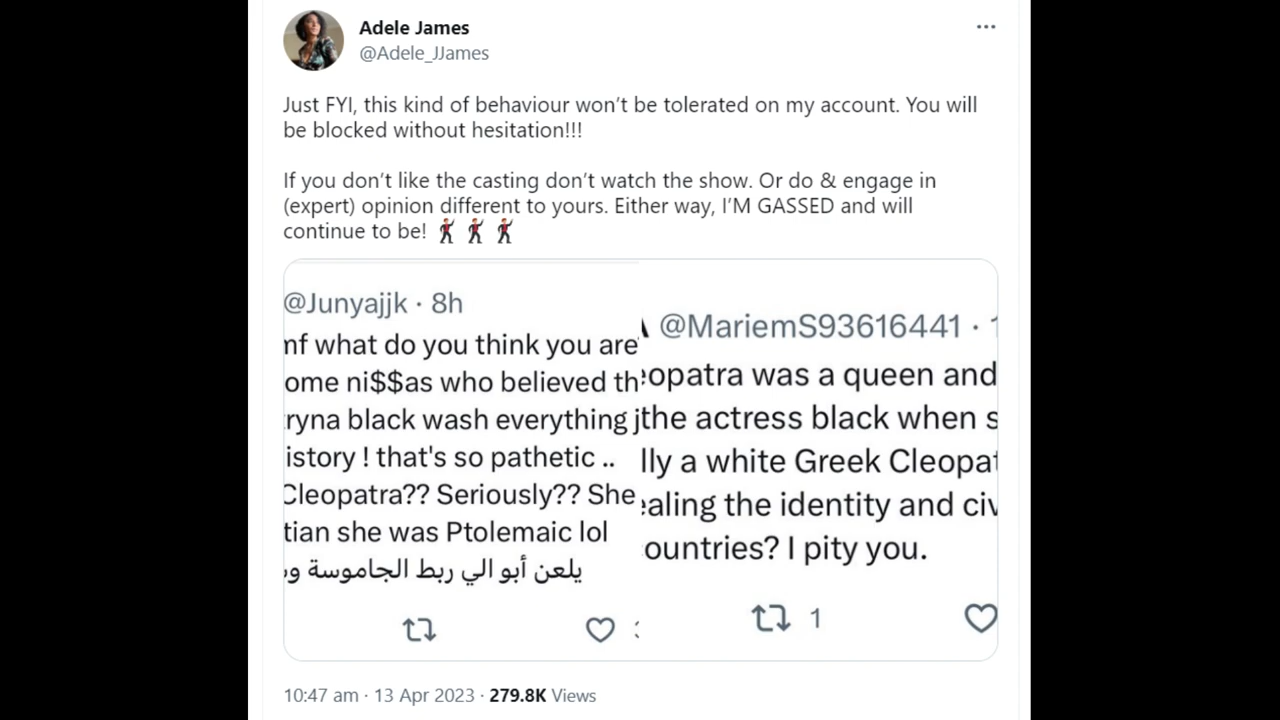 Adele James
@Adele_JJames
Just FYI, this kind of behaviour won't be tolerated on my account. You will
be blocked without hesitation!!!
If you don't like the casting don't watch the show. Or do & engage in
(expert) opinion different to yours. Either way, I'M GASSED and will
continue to be! 🕺🕺🕺
@Junyajjk · 8h
mf what do you think you are
ome ni$$as who believed th
ryna black wash everything j
istory ! that's so pathetic ..
Cleopatra?? Seriously?? She
tian she was Ptolemaic lol
يلعن أبو الي ربط الجاموسة و
@MariemS93616441 · 1
eopatra was a queen and
the actress black when s
lly a white Greek Cleopat
ealing the identity and civ
ountries? I pity you.
1
10:47 am · 13 Apr 2023 · 279.8K Views